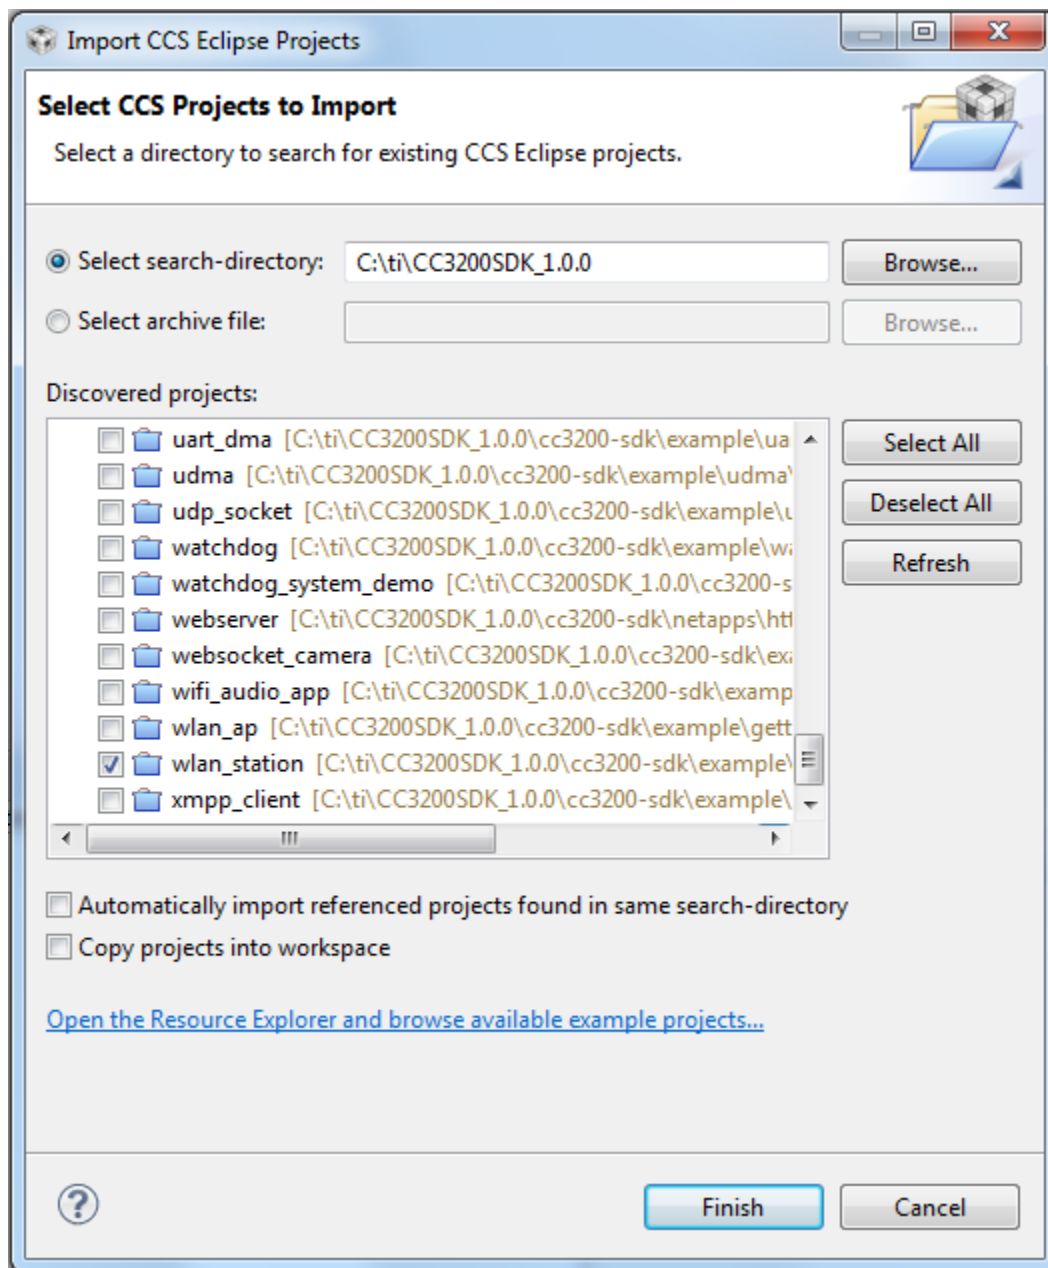 Import CCS Eclipse Projects
Select CCS Projects to Import
Select a directory to search for existing CCS Eclipse projects.
Select search-directory: C:\ti\CC3200SDK_1.0.0 Browse...
Select archive file: Browse...
Discovered projects:
uart_dma [C:\ti\CC3200SDK_1.0.0\cc3200-sdk\example\ua
udma [C:\ti\CC3200SDK_1.0.0\cc3200-sdk\example\udma\
udp_socket [C:\ti\CC3200SDK_1.0.0\cc3200-sdk\example\u
watchdog [C:\ti\CC3200SDK_1.0.0\cc3200-sdk\example\wa
watchdog_system_demo [C:\ti\CC3200SDK_1.0.0\cc3200-s
webserver [C:\ti\CC3200SDK_1.0.0\cc3200-sdk\netapps\htt
websocket_camera [C:\ti\CC3200SDK_1.0.0\cc3200-sdk\exa
wifi_audio_app [C:\ti\CC3200SDK_1.0.0\cc3200-sdk\examp
wlan_ap [C:\ti\CC3200SDK_1.0.0\cc3200-sdk\example\gett
wlan_station [C:\ti\CC3200SDK_1.0.0\cc3200-sdk\example\
xmpp_client [C:\ti\CC3200SDK_1.0.0\cc3200-sdk\example\
Select All
Deselect All
Refresh
Automatically import referenced projects found in same search-directory
Copy projects into workspace
Open the Resource Explorer and browse available example projects...
? Finish Cancel